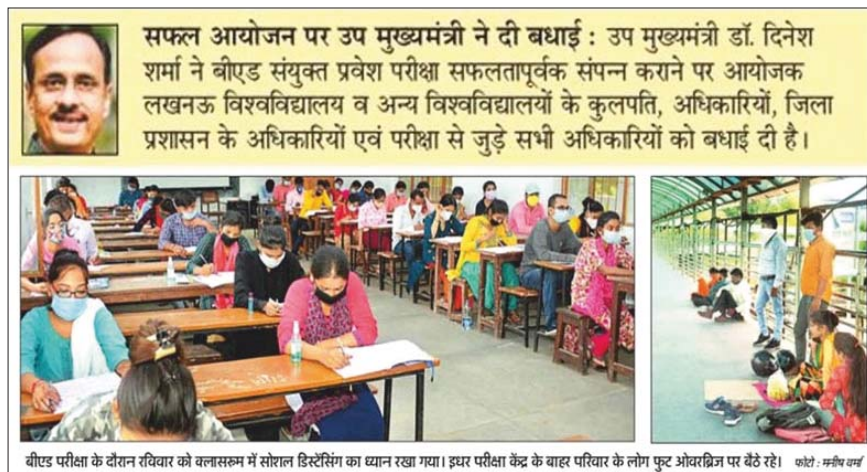 सफल आयोजन पर उप मुख्यमंत्री ने दी बधाई : उप मुख्यमंत्री डॉ. दिनेश
शर्मा ने बीएड संयुक्त प्रवेश परीक्षा सफलतापूर्वक संपन्न कराने पर आयोजक
लखनऊ विश्वविद्यालय व अन्य विश्वविद्यालयों के कुलपति, अधिकारियों, जिला
प्रशासन के अधिकारियों एवं परीक्षा से जुड़े सभी अधिकारियों को बधाई दी है।
बीएड परीक्षा के दौरान रविवार को क्लासरूम में सोशल डिस्टेंसिंग का ध्यान रखा गया। इधर परीक्षा केंद्र के बाहर परिवार के लोग फुट ओवरब्रिज पर बैठे रहे। फोटो : मनीष